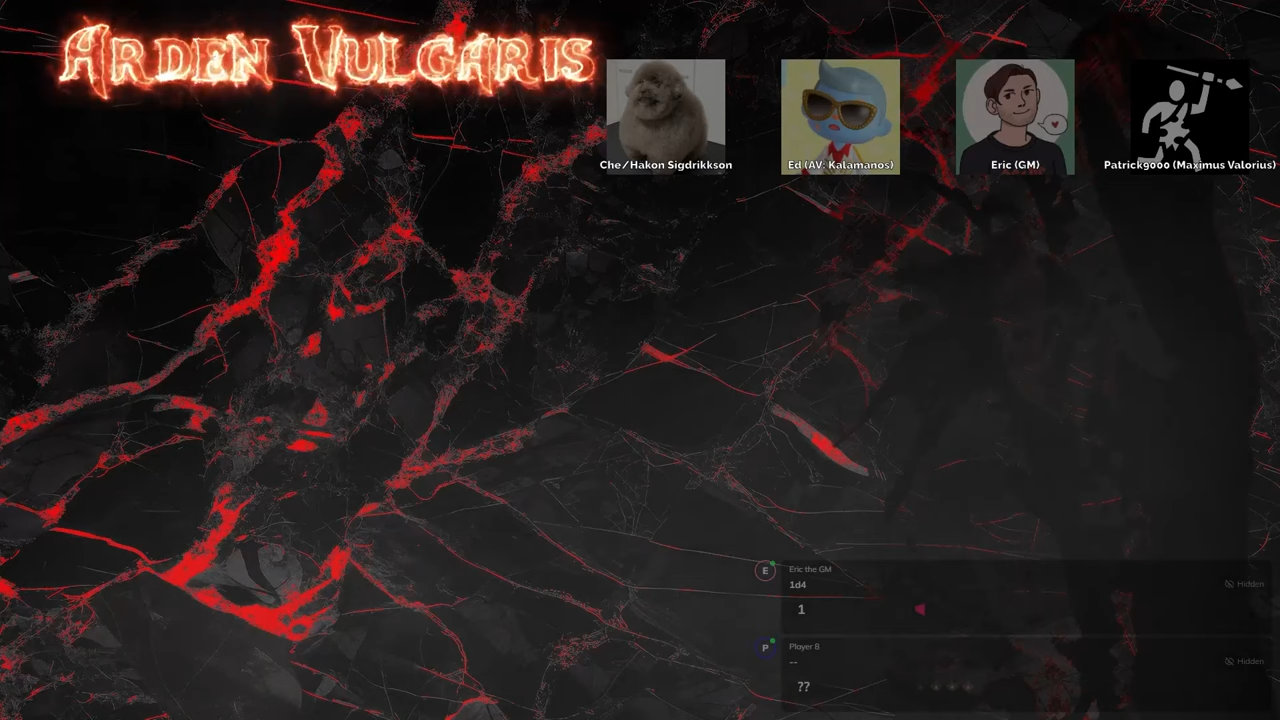 Arden Vulgaris
Che/Hakon Sigdrikkson
Ed (AV: Kalamanos)
Eric (GM)
Patrick9000 (Maximus Valorius)
E
Eric the GM
1d4
Hidden
1
P
Player 8
--
Hidden
??